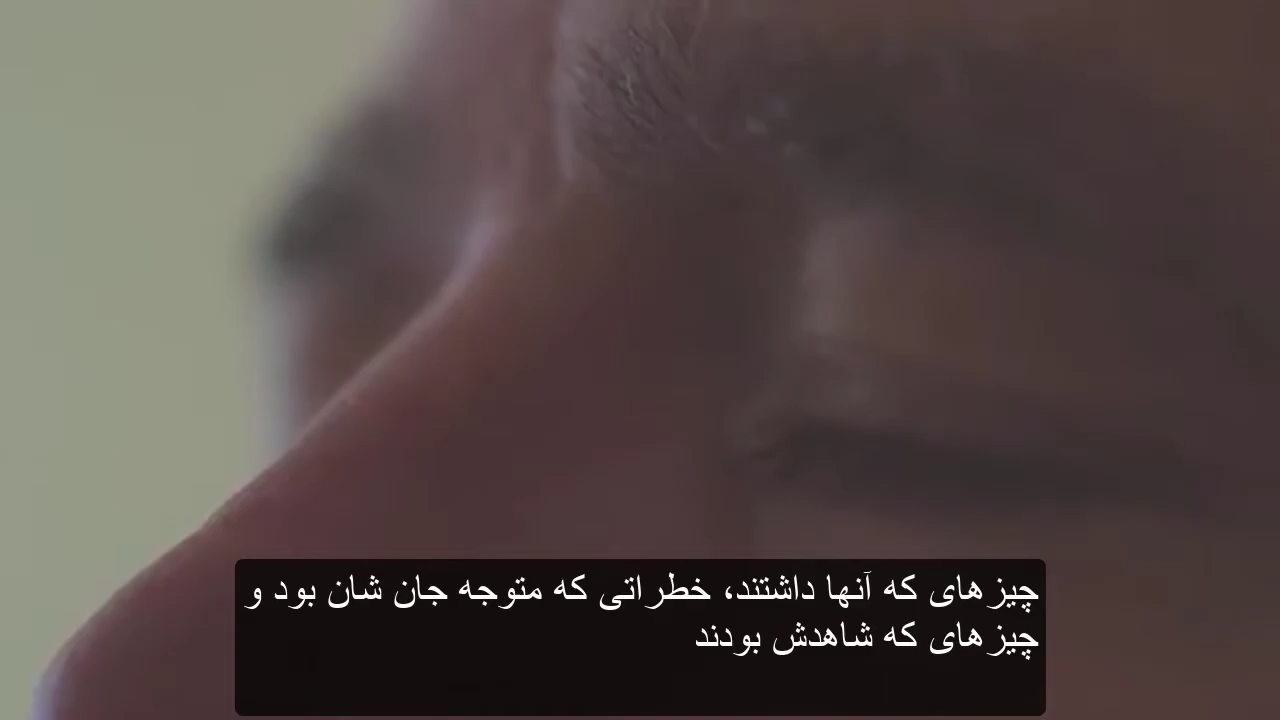 چیزهای که آنها داشتند، خطراتی که متوجه جان شان بود و
چیزهای که شاهدش بودند